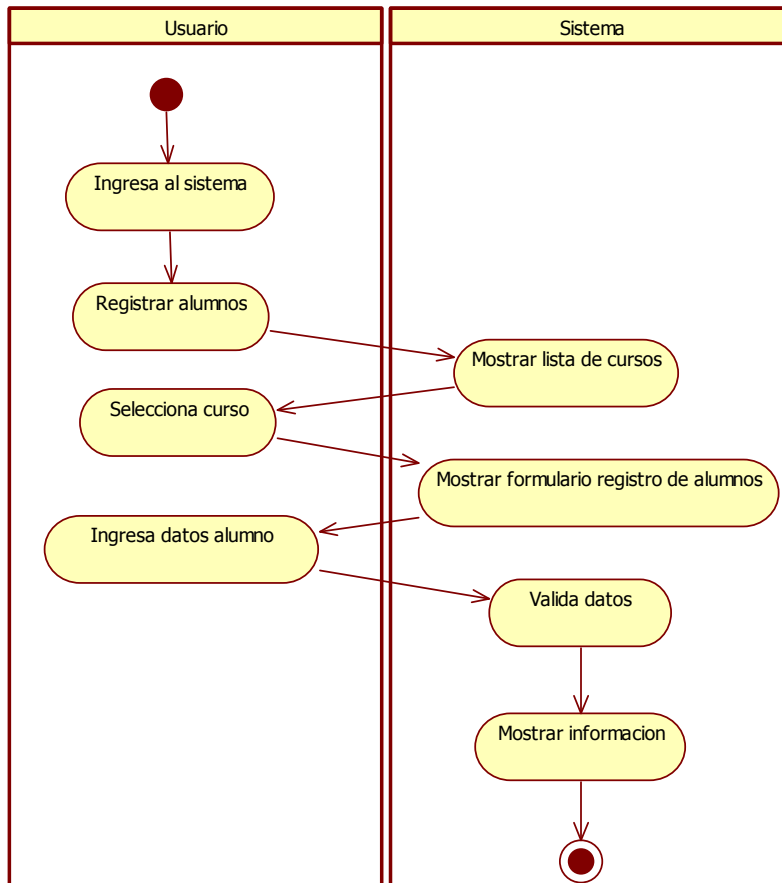 Usuario
Sistema
Ingresa al sistema
Registrar alumnos
Mostrar lista de cursos
Selecciona curso
Mostrar formulario registro de alumnos
Ingresa datos alumno
Valida datos
Mostrar informacion